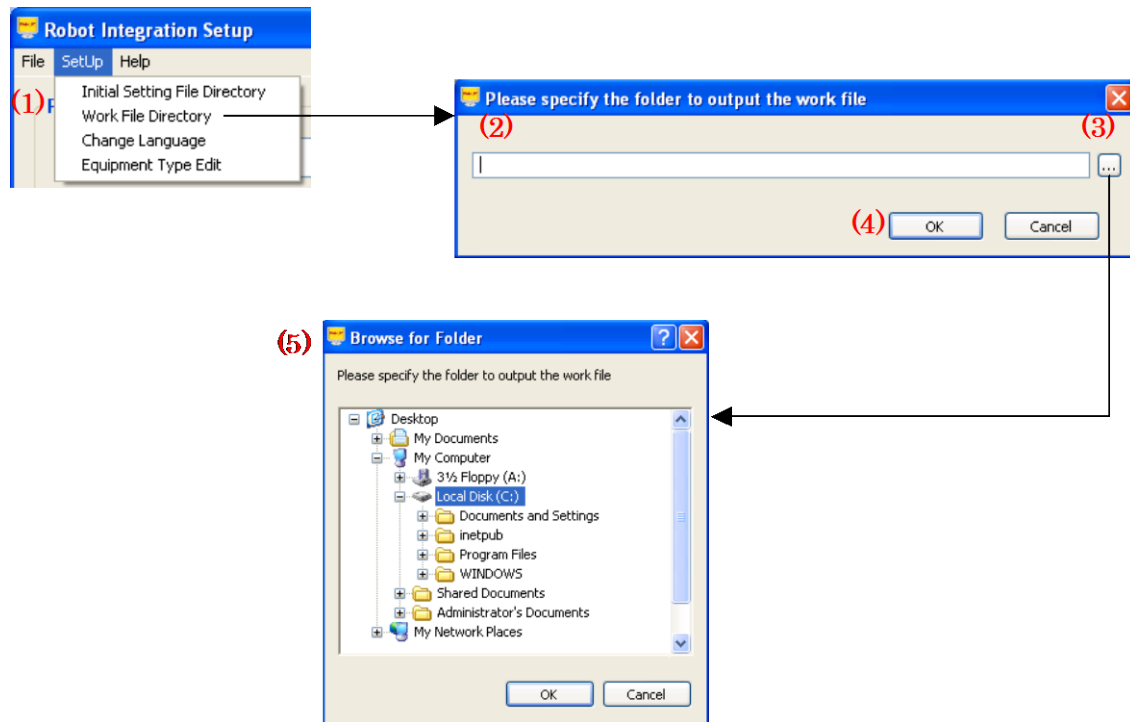 Robot Integration Setup
File SetUp Help
(1)
Initial Setting File Directory
Work File Directory
Change Language
Equipment Type Edit
Please specify the folder to output the work file
(2) (3)
...
(4) OK Cancel
(5) Browse for Folder
Please specify the folder to output the work file
Desktop
My Documents
My Computer
3½ Floppy (A:)
Local Disk (C:)
Documents and Settings
inetpub
Program Files
WINDOWS
Shared Documents
Administrator's Documents
My Network Places
OK Cancel